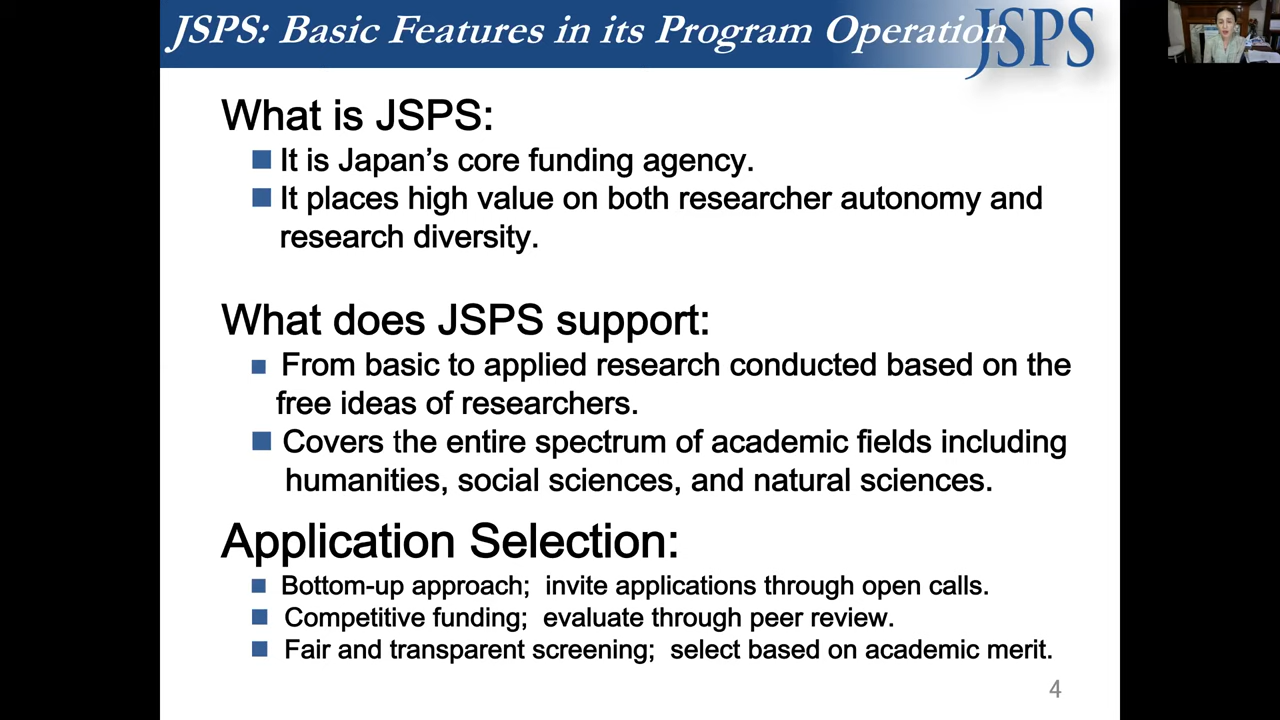 JSPS: Basic Features in its Program Operation
JSPS
What is JSPS:
It is Japan's core funding agency.
It places high value on both researcher autonomy and
research diversity.
What does JSPS support:
From basic to applied research conducted based on the
free ideas of researchers.
Covers the entire spectrum of academic fields including
humanities, social sciences, and natural sciences.
Application Selection:
Bottom-up approach; invite applications through open calls.
Competitive funding; evaluate through peer review.
Fair and transparent screening; select based on academic merit.
4